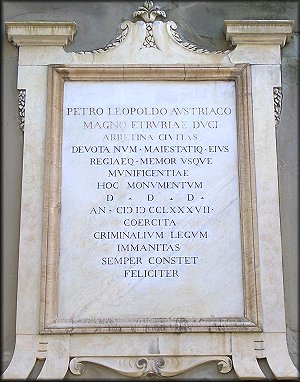 PETRO LEOPOLDO AVSTRIACO
MAGNO ETRVRIAE DVCI
ARRETINA CIVITAS
DEVOTA NVM · MAIESTATIQ · EIVS
REGIAEQ · MEMOR VSQVE
MVNIFICENTIAE
HOC MONVMENTVM
D · D · D ·
AN · CIƆ IƆ CCLXXXVII ·
COERCITA
CRIMINALIVM LEGVM
IMMANITAS
SEMPER CONSTET
FELICITER